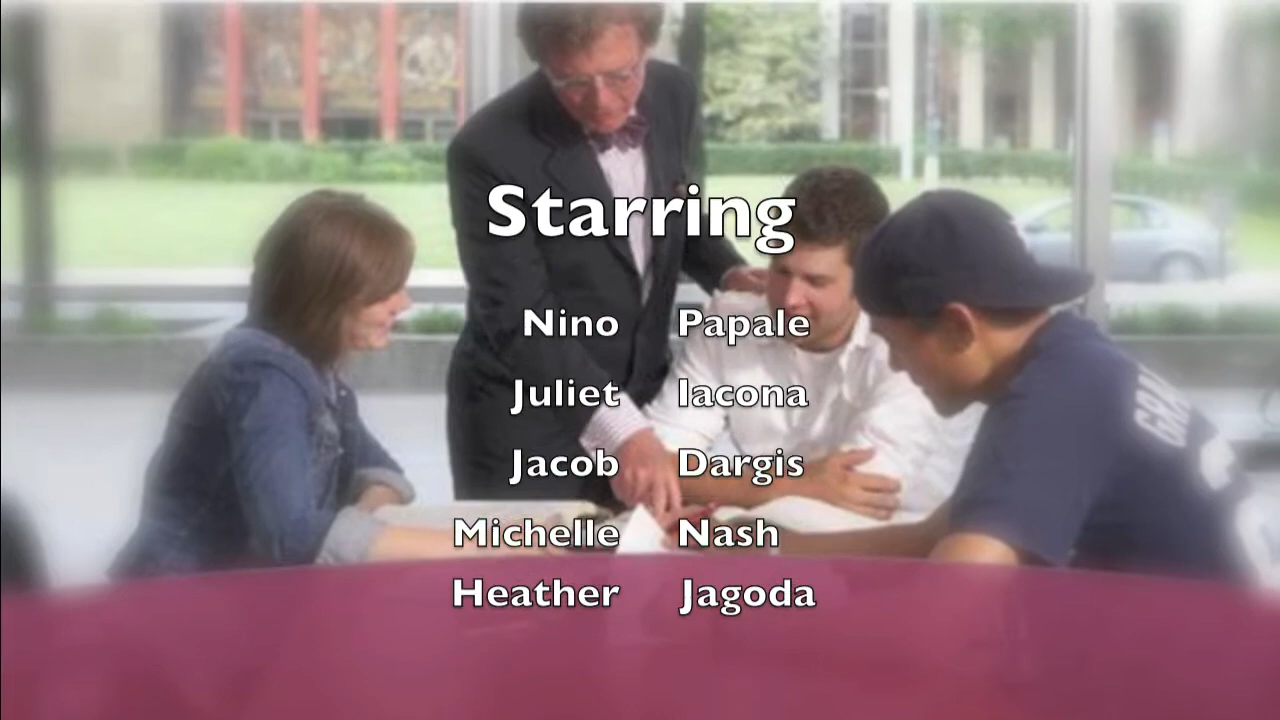 Starring
Nino Papale
Juliet Iacona
Jacob Dargis
Michelle Nash
Heather Jagoda